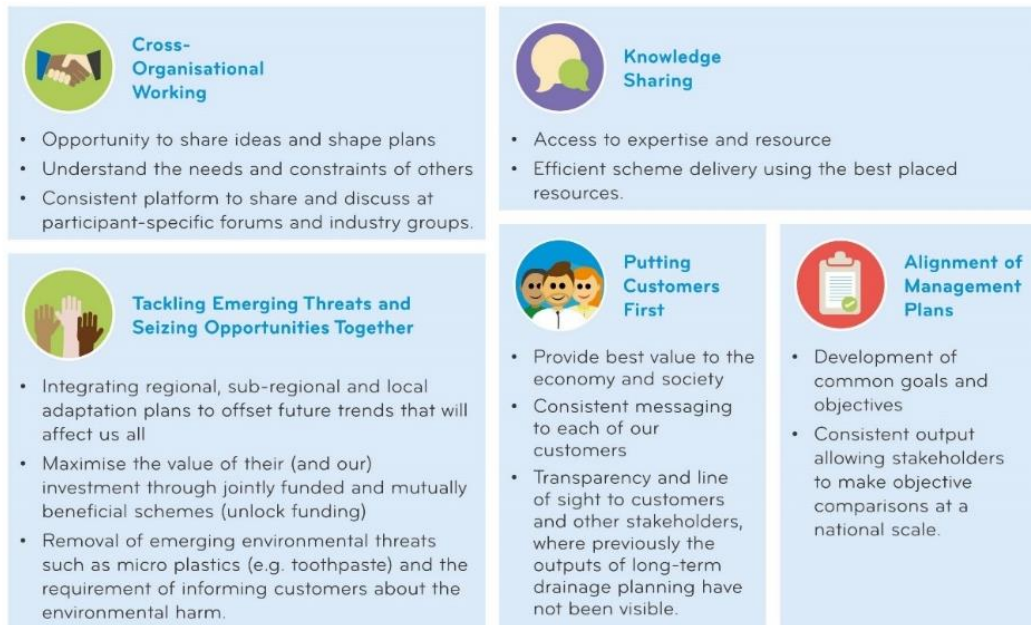 Cross-
Organisational
Working
• Opportunity to share ideas and shape plans
• Understand the needs and constraints of others
• Consistent platform to share and discuss at
participant-specific forums and industry groups.
Knowledge
Sharing
• Access to expertise and resource
• Efficient scheme delivery using the best placed
resources.
Tackling Emerging Threats and
Seizing Opportunities Together
• Integrating regional, sub-regional and local
adaptation plans to offset future trends that will
affect us all
• Maximise the value of their (and our)
investment through jointly funded and mutually
beneficial schemes (unlock funding)
• Removal of emerging environmental threats
such as micro plastics (e.g. toothpaste) and the
requirement of informing customers about the
environmental harm.
Putting
Customers
First
• Provide best value to the
economy and society
• Consistent messaging
to each of our
customers
• Transparency and line
of sight to customers
and other stakeholders,
where previously the
outputs of long-term
drainage planning have
not been visible.
Alignment of
Management
Plans
• Development of
common goals and
objectives
• Consistent output
allowing stakeholders
to make objective
comparisons at a
national scale.